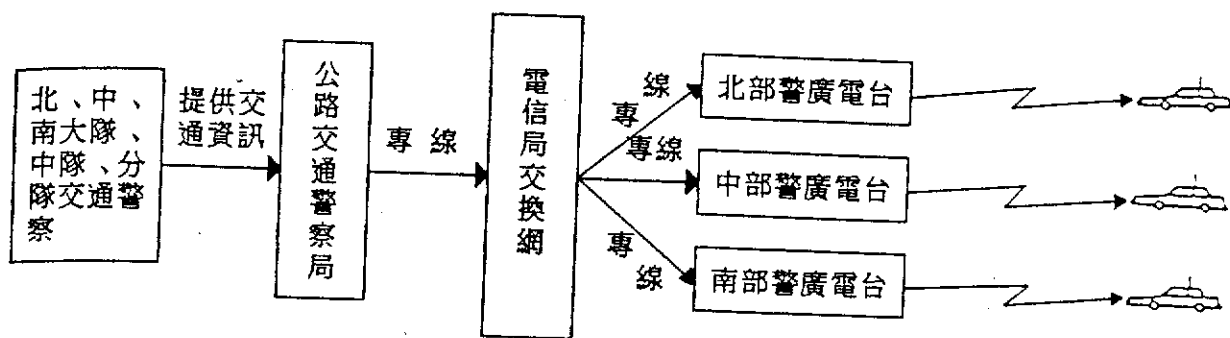 北、中、
南大隊、
中隊、分
隊交通警
察
提供交
通資訊
公路交通警察局
專線
電信局交換網
專線
專線
專線
北部警廣電台
中部警廣電台
南部警廣電台